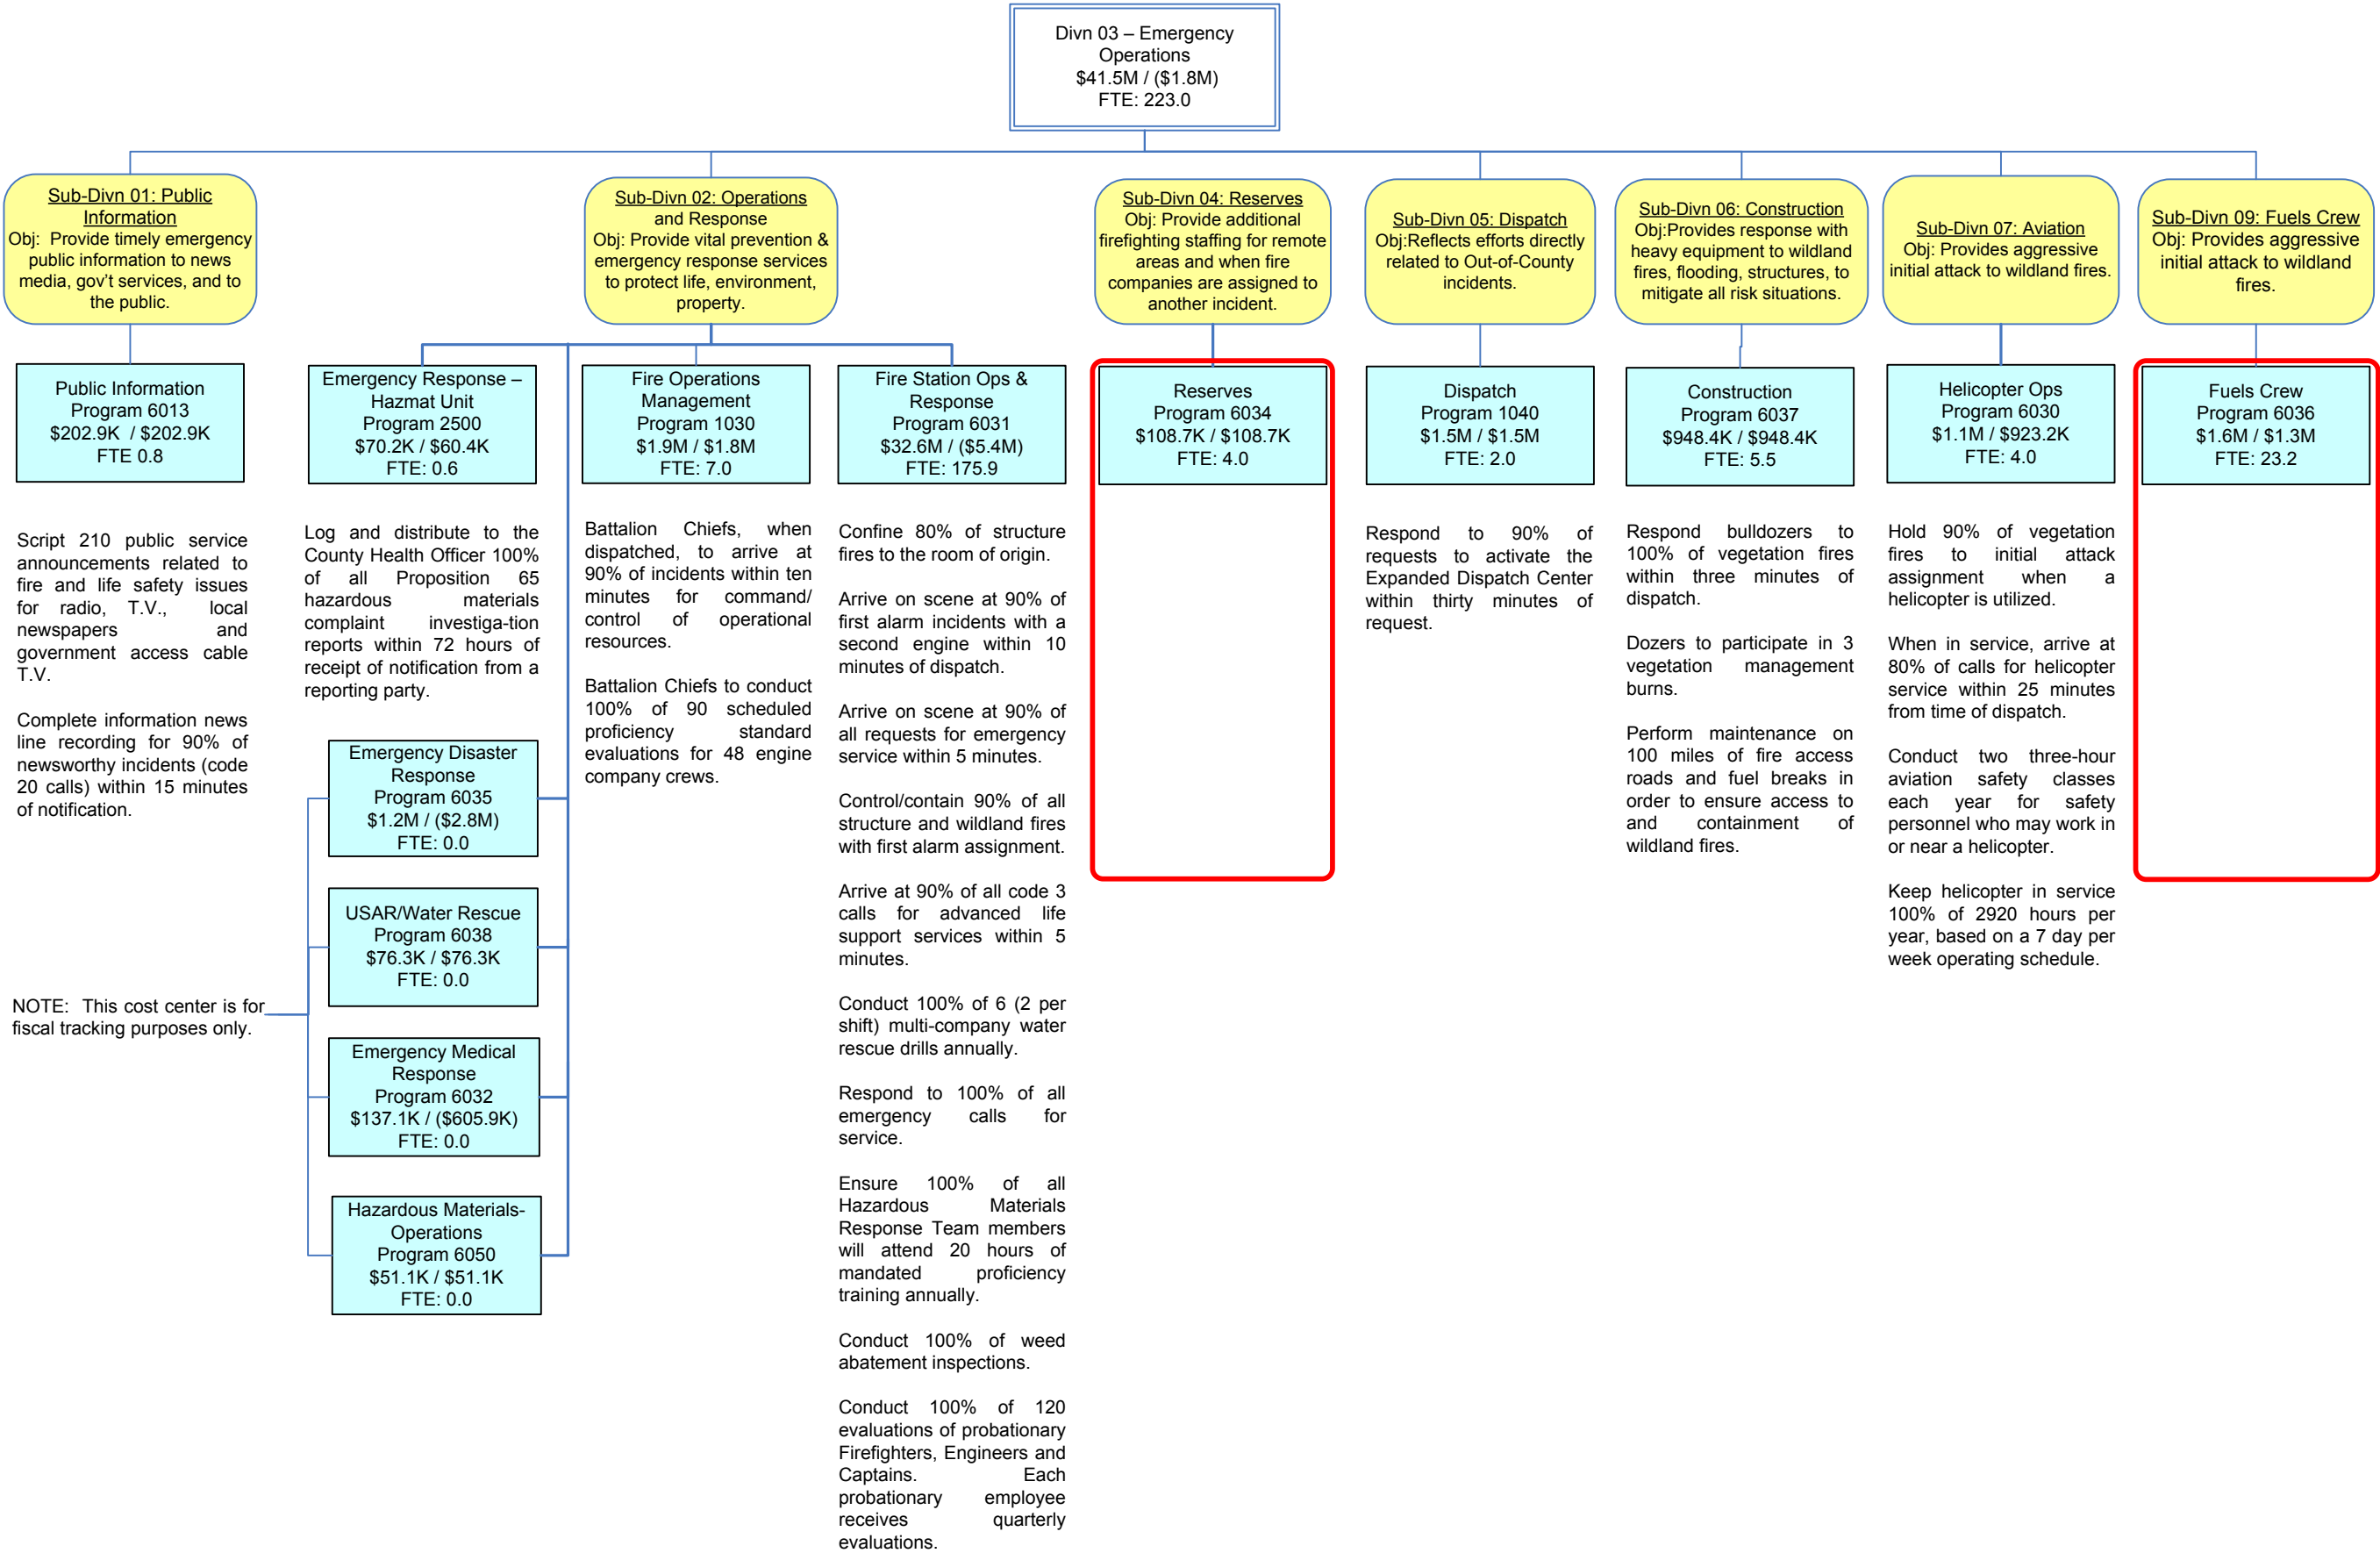 Divn 03 – Emergency
Operations
$41.5M / ($1.8M)
FTE: 223.0
Sub-Divn 01: Public
Information
Obj: Provide timely emergency
public information to news
media, gov’t services, and to
the public.
Sub-Divn 02: Operations
and Response
Obj: Provide vital prevention &
emergency response services
to protect life, environment,
property.
Sub-Divn 04: Reserves
Obj: Provide additional
firefighting staffing for remote
areas and when fire
companies are assigned to
another incident.
Sub-Divn 05: Dispatch
Obj:Reflects efforts directly
related to Out-of-County
incidents.
Sub-Divn 06: Construction
Obj:Provides response with
heavy equipment to wildland
fires, flooding, structures, to
mitigate all risk situations.
Sub-Divn 07: Aviation
Obj: Provides aggressive
initial attack to wildland fires.
Sub-Divn 09: Fuels Crew
Obj: Provides aggressive
initial attack to wildland
fires.
Public Information
Program 6013
$202.9K / $202.9K
FTE 0.8
Emergency Response –
Hazmat Unit
Program 2500
$70.2K / $60.4K
FTE: 0.6
Fire Operations
Management
Program 1030
$1.9M / $1.8M
FTE: 7.0
Fire Station Ops &
Response
Program 6031
$32.6M / ($5.4M)
FTE: 175.9
Reserves
Program 6034
$108.7K / $108.7K
FTE: 4.0
Dispatch
Program 1040
$1.5M / $1.5M
FTE: 2.0
Construction
Program 6037
$948.4K / $948.4K
FTE: 5.5
Helicopter Ops
Program 6030
$1.1M / $923.2K
FTE: 4.0
Fuels Crew
Program 6036
$1.6M / $1.3M
FTE: 23.2
Script 210 public service
announcements related to
fire and life safety issues
for radio, T.V., local
newspapers and
government access cable
T.V.
Complete information news
line recording for 90% of
newsworthy incidents (code
20 calls) within 15 minutes
of notification.
Log and distribute to the
County Health Officer 100%
of all Proposition 65
hazardous materials
complaint investiga-tion
reports within 72 hours of
receipt of notification from a
reporting party.
Emergency Disaster
Response
Program 6035
$1.2M / ($2.8M)
FTE: 0.0
USAR/Water Rescue
Program 6038
$76.3K / $76.3K
FTE: 0.0
NOTE: This cost center is for
fiscal tracking purposes only.
Emergency Medical
Response
Program 6032
$137.1K / ($605.9K)
FTE: 0.0
Hazardous Materials-
Operations
Program 6050
$51.1K / $51.1K
FTE: 0.0
Battalion Chiefs, when
dispatched, to arrive at
90% of incidents within ten
minutes for command/
control of operational
resources.
Battalion Chiefs to conduct
100% of 90 scheduled
proficiency standard
evaluations for 48 engine
company crews.
Confine 80% of structure
fires to the room of origin.
Arrive on scene at 90% of
first alarm incidents with a
second engine within 10
minutes of dispatch.
Arrive on scene at 90% of
all requests for emergency
service within 5 minutes.
Control/contain 90% of all
structure and wildland fires
with first alarm assignment.
Arrive at 90% of all code 3
calls for advanced life
support services within 5
minutes.
Conduct 100% of 6 (2 per
shift) multi-company water
rescue drills annually.
Respond to 100% of all
emergency calls for
service.
Ensure 100% of all
Hazardous Materials
Response Team members
will attend 20 hours of
mandated proficiency
training annually.
Conduct 100% of weed
abatement inspections.
Conduct 100% of 120
evaluations of probationary
Firefighters, Engineers and
Captains. Each
probationary employee
receives quarterly
evaluations.
Respond to 90% of
requests to activate the
Expanded Dispatch Center
within thirty minutes of
request.
Respond bulldozers to
100% of vegetation fires
within three minutes of
dispatch.
Dozers to participate in 3
vegetation management
burns.
Perform maintenance on
100 miles of fire access
roads and fuel breaks in
order to ensure access to
and containment of
wildland fires.
Hold 90% of vegetation
fires to initial attack
assignment when a
helicopter is utilized.
When in service, arrive at
80% of calls for helicopter
service within 25 minutes
from time of dispatch.
Conduct two three-hour
aviation safety classes
each year for safety
personnel who may work in
or near a helicopter.
Keep helicopter in service
100% of 2920 hours per
year, based on a 7 day per
week operating schedule.